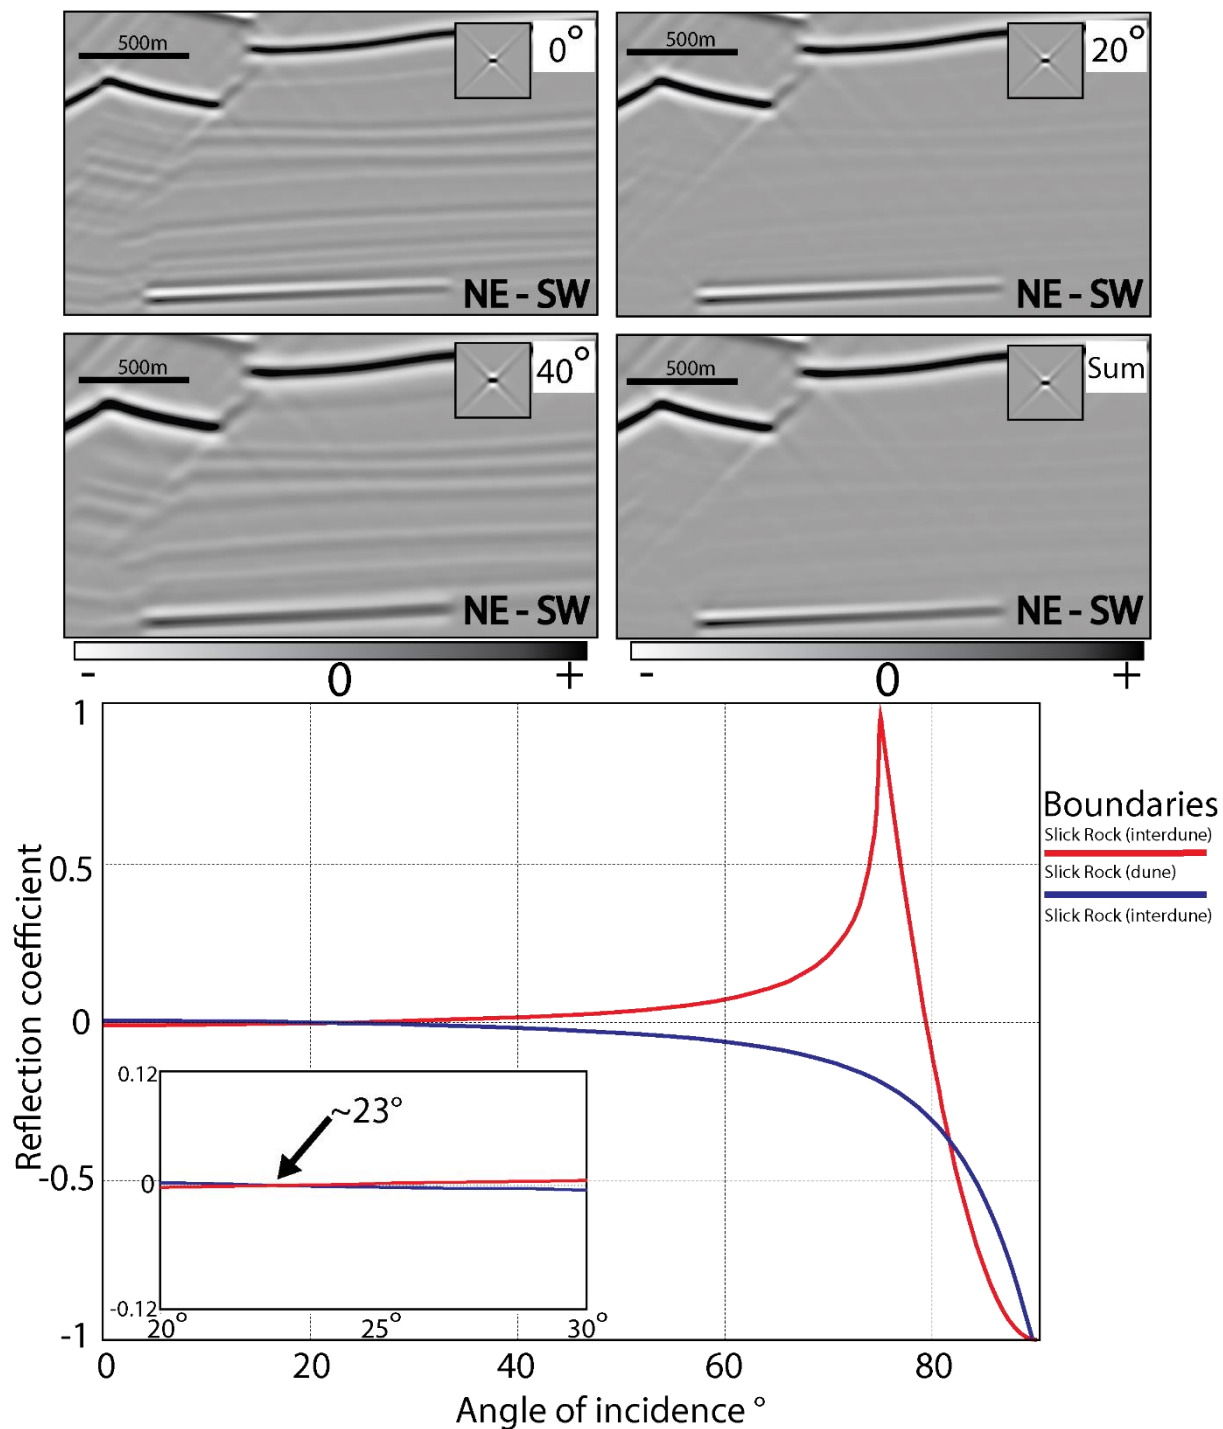 500m
0°
NE - SW
500m
20°
NE - SW
500m
40°
NE - SW
500m
Sum
NE - SW
- 0 +
- 0 +
Boundaries
Slick Rock (interdune)
Slick Rock (dune)
Slick Rock (interdune)
Reflection coefficient
1
0.5
0
-0.5
-1
0.12
0
-0.12
~23°
20° 25° 30°
0 20 40 60 80
Angle of incidence °